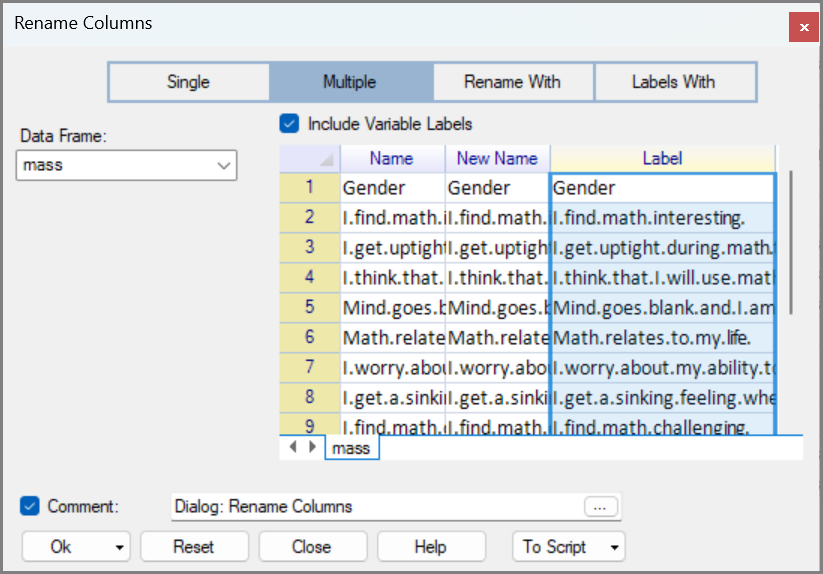 Rename Columns
Single Multiple Rename With Labels With
Include Variable Labels
Data Frame:
mass
Name New Name Label
1 Gender Gender Gender
2 I.find.math.i I.find.math. I.find.math.interesting.
3 I.get.uptigh I.get.uptigh I.get.uptight.during.math.
4 I.think.that. I.think.that. I.think.that.I.will.use.mat
5 Mind.goes.b Mind.goes.b Mind.goes.blank.and.I.am
6 Math.relate Math.relate Math.relates.to.my.life.
7 I.worry.abou I.worry.abo I.worry.about.my.ability.to
8 I.get.a.sinki I.get.a.sinki I.get.a.sinking.feeling.whe
9 I.find.math. I.find.math. I.find.math.challenging.
mass
Comment: Dialog: Rename Columns ...
Ok Reset Close Help To Script